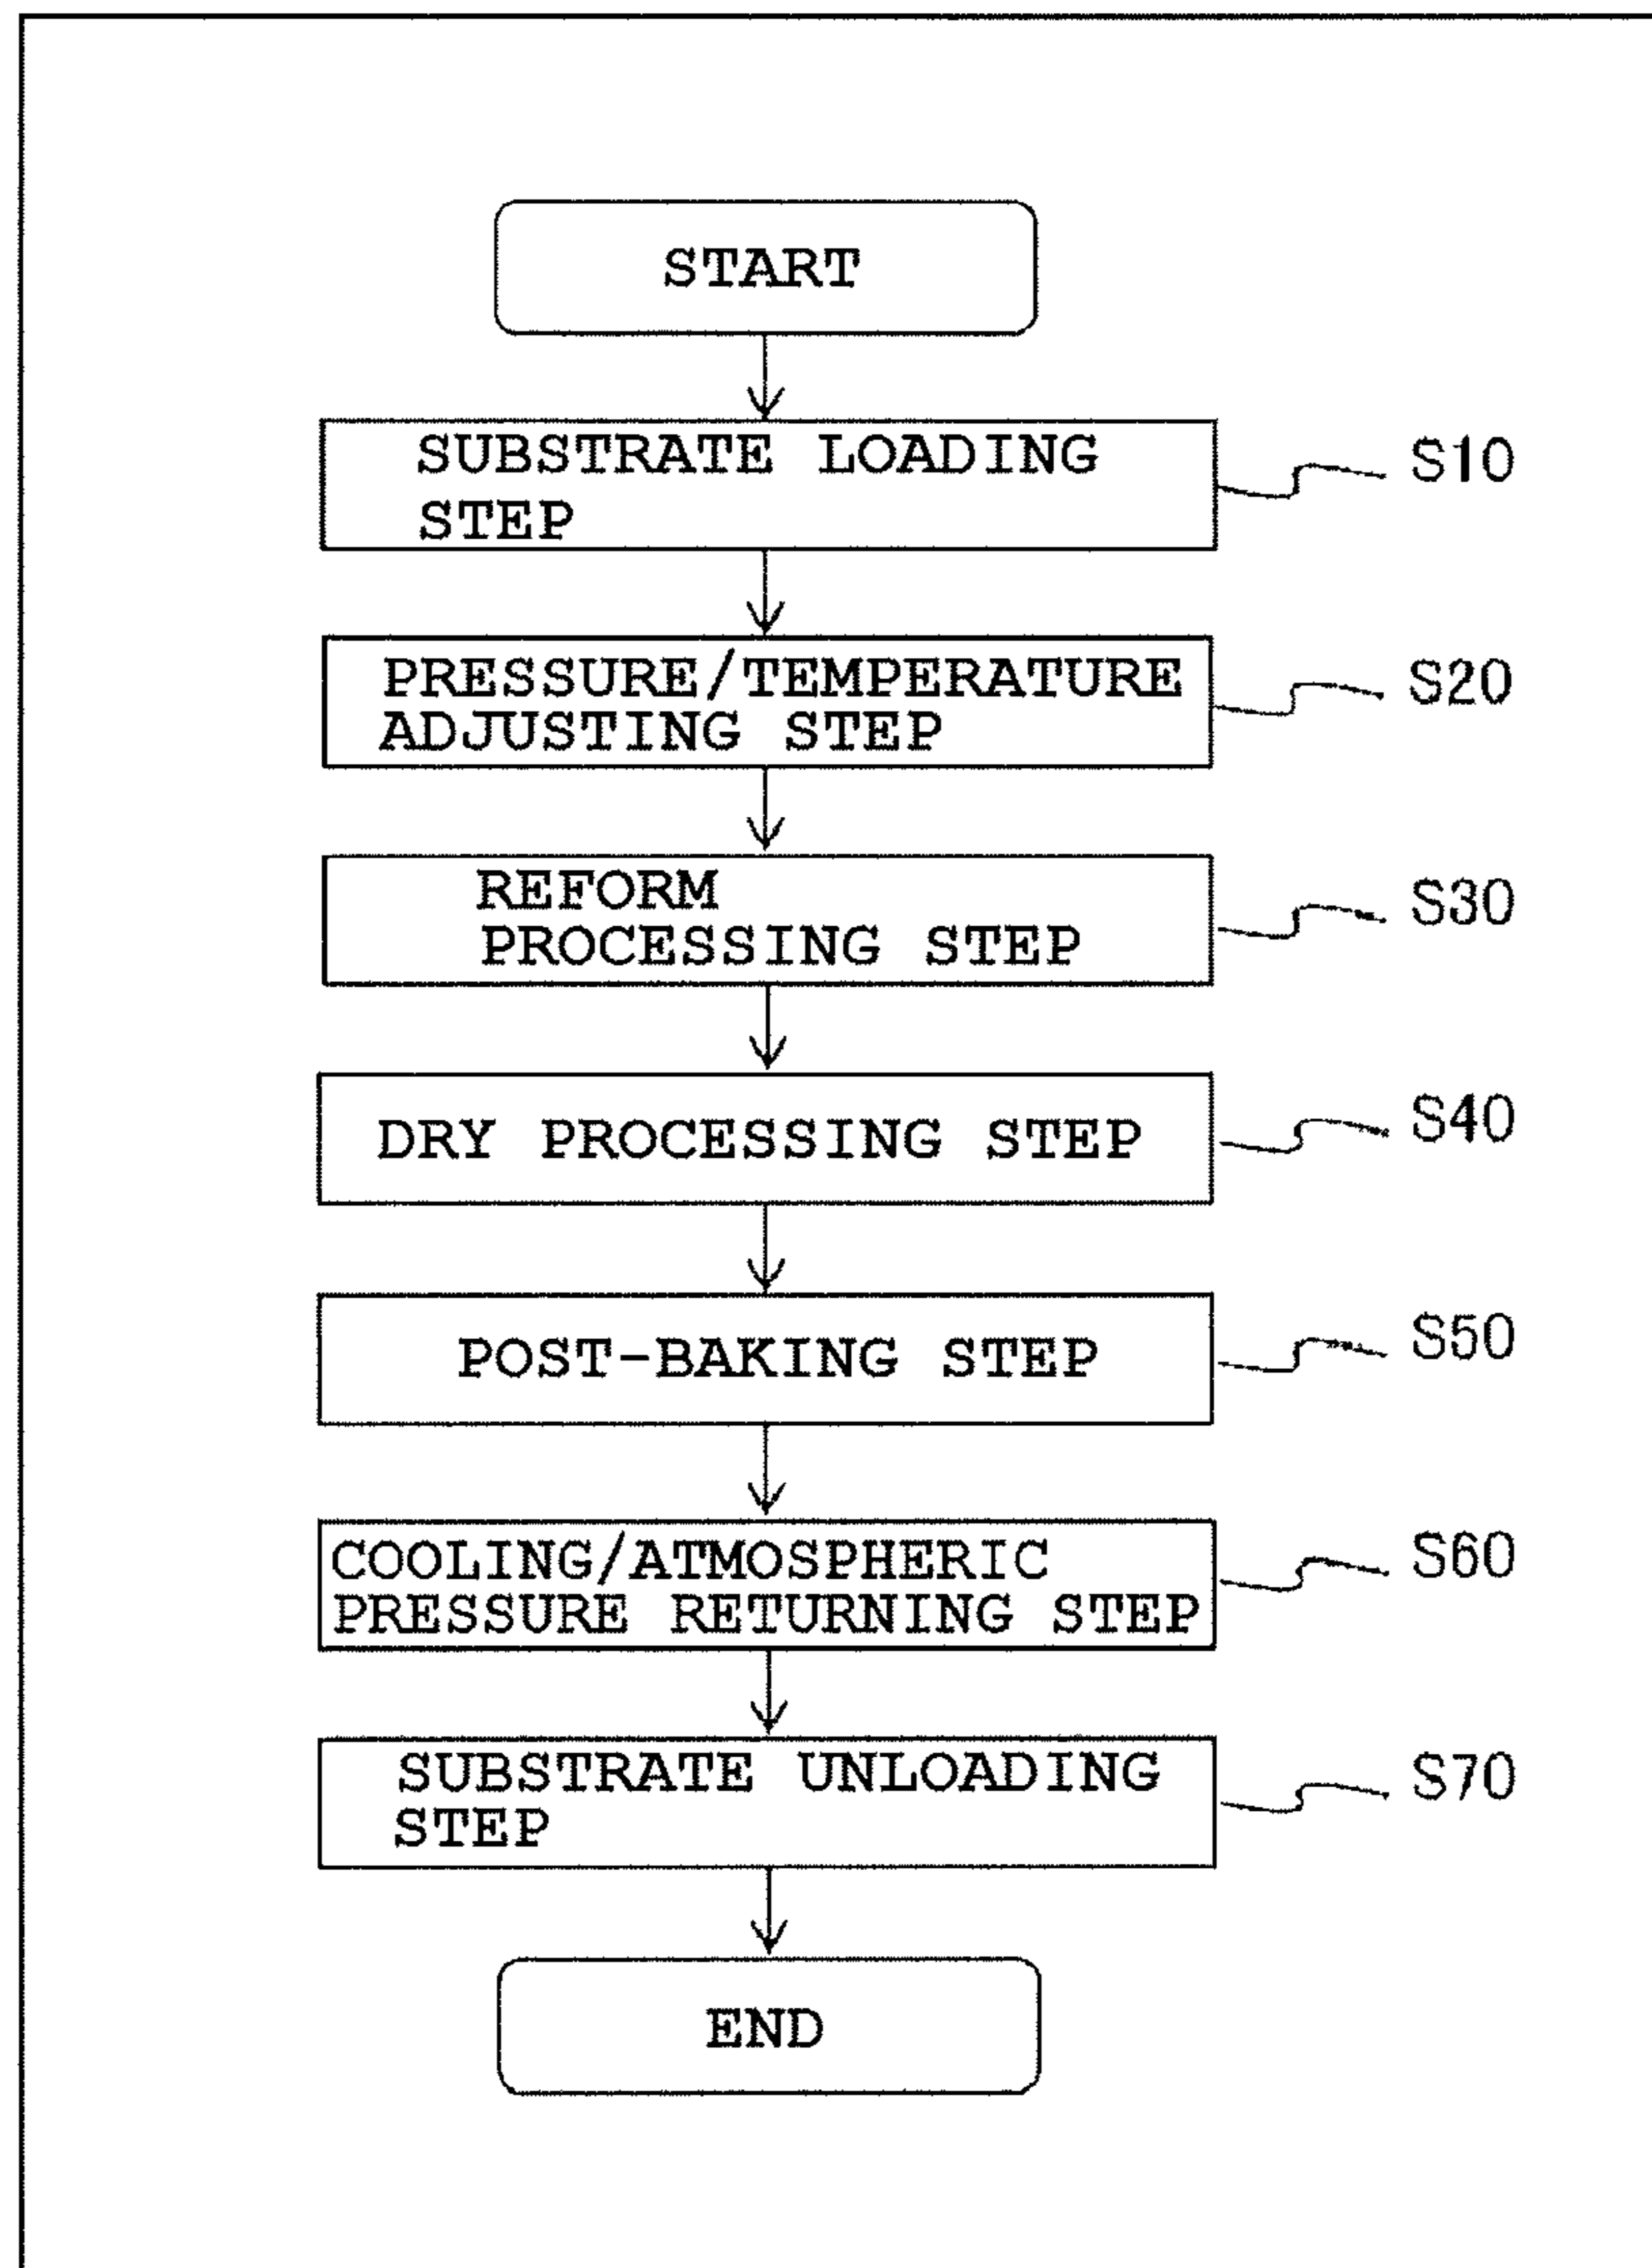 START
SUBSTRATE LOADING
STEP
S10
PRESSURE/TEMPERATURE
ADJUSTING STEP
S20
REFORM
PROCESSING STEP
S30
DRY PROCESSING STEP
S40
POST-BAKING STEP
S50
COOLING/ATMOSPHERIC
PRESSURE RETURNING STEP
S60
SUBSTRATE UNLOADING
STEP
S70
END